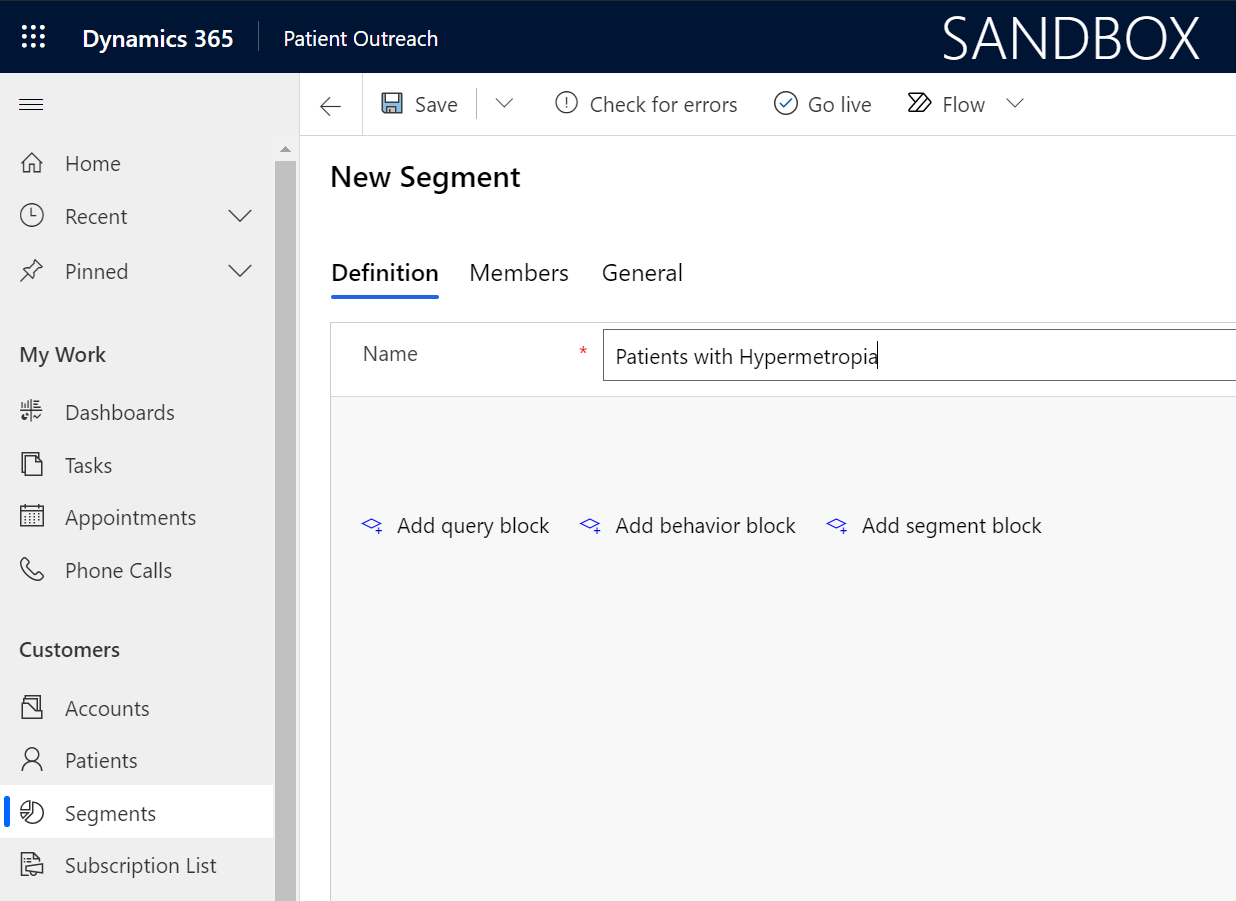 Dynamics 365 Patient Outreach SANDBOX
Save Check for errors Go live Flow
Home
Recent
Pinned
My Work
Dashboards
Tasks
Appointments
Phone Calls
Customers
Accounts
Patients
Segments
Subscription List
New Segment
Definition Members General
Name * Patients with Hypermetropia
Add query block Add behavior block Add segment block